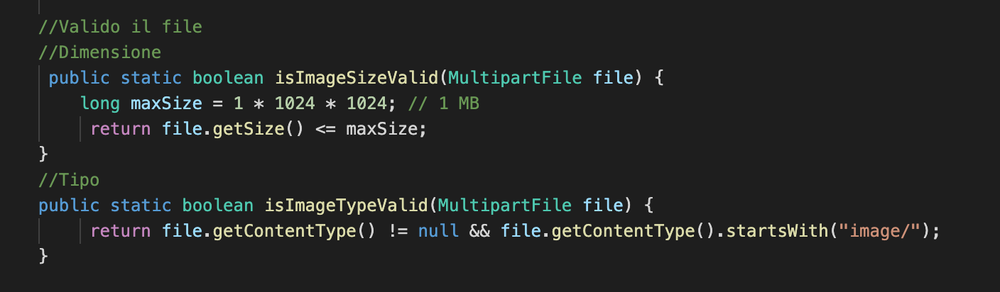 //Valido il file
//Dimensione
public static boolean isImageSizeValid(MultipartFile file) {
long maxSize = 1 * 1024 * 1024; // 1 MB
return file.getSize() <= maxSize;
}
//Tipo
public static boolean isImageTypeValid(MultipartFile file) {
return file.getContentType() != null && file.getContentType().startsWith("image/");
}